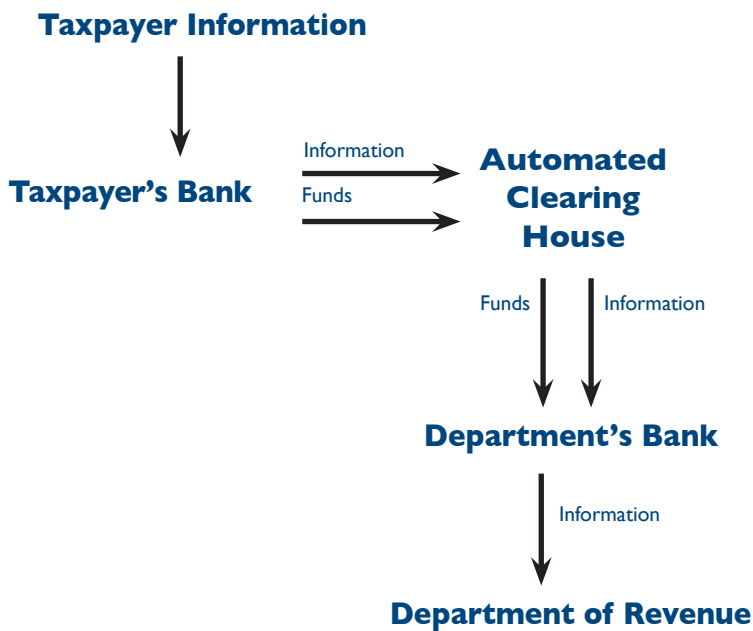 Taxpayer Information
Information
Taxpayer’s Bank
Funds
Automated
Clearing
House
Funds
Information
Department’s Bank
Information
Department of Revenue